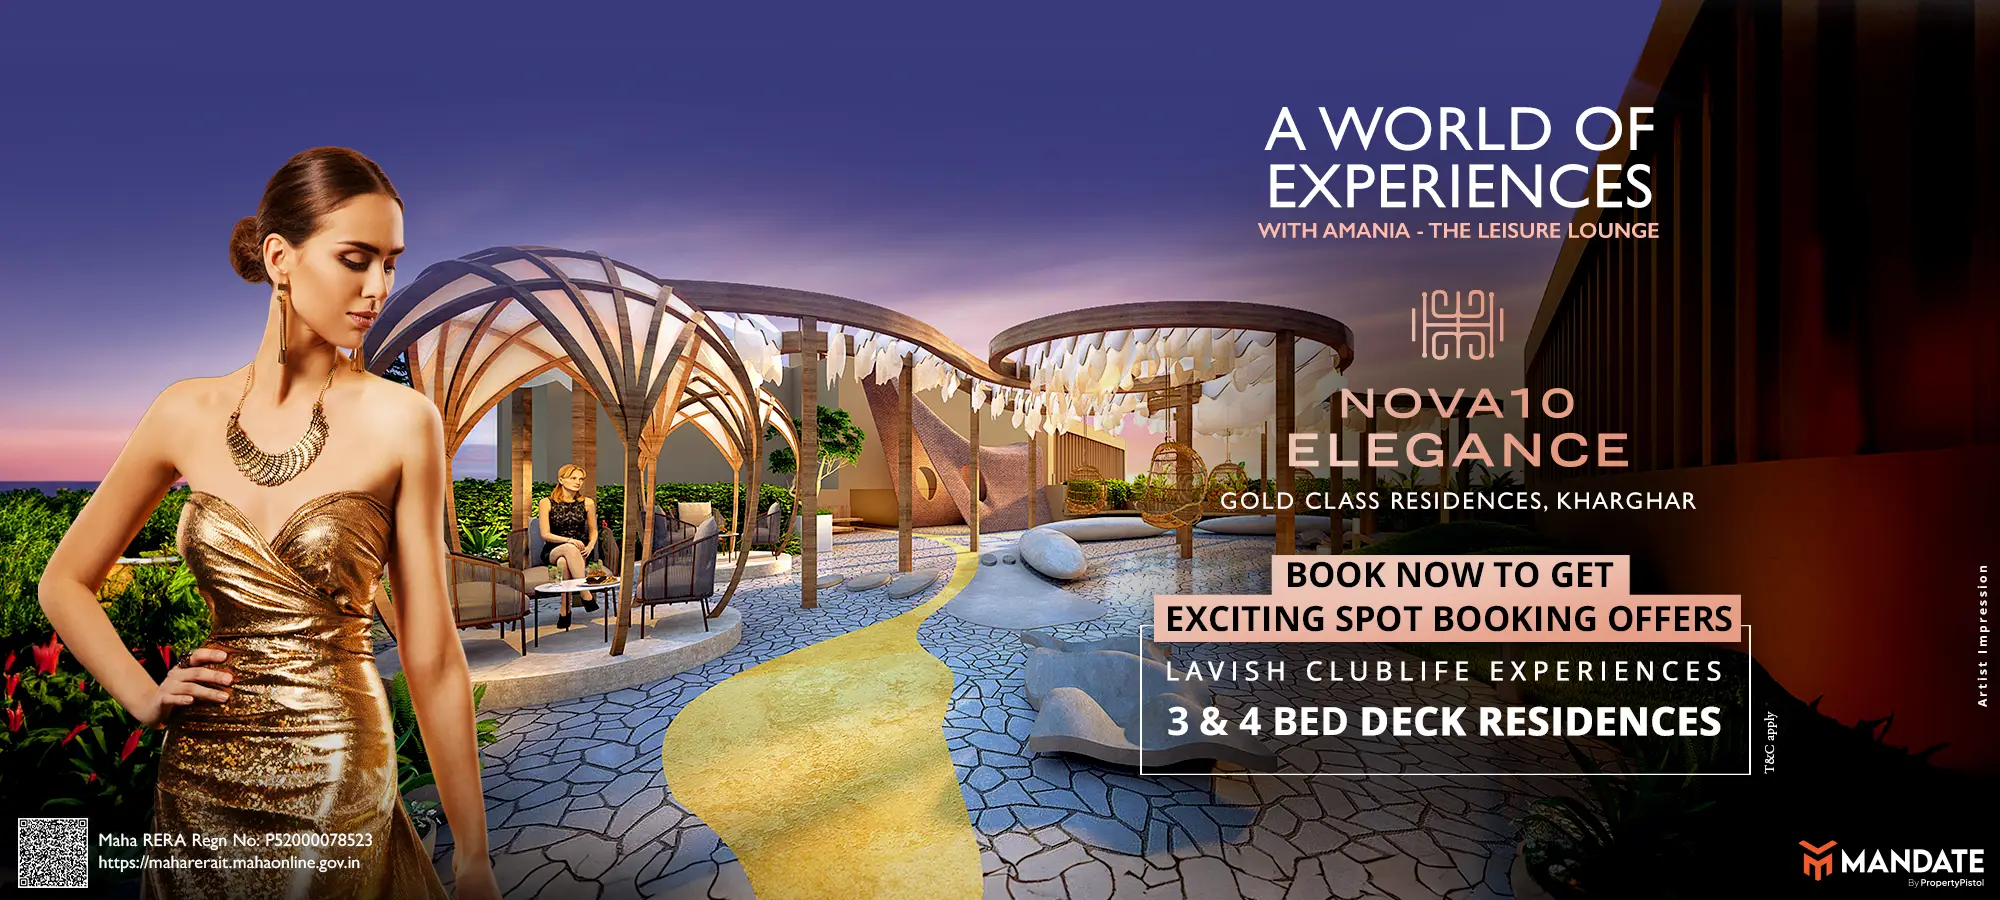 A WORLD OF
EXPERIENCES
WITH AMANIA - THE LEISURE LOUNGE
NOVA10
ELEGANCE
GOLD CLASS RESIDENCES, KHARGHAR
BOOK NOW TO GET
EXCITING SPOT BOOKING OFFERS
LAVISH CLUBLIFE EXPERIENCES
3 & 4 BED DECK RESIDENCES
T&C apply
Artist Impression
Maha RERA Regn No: P52000078523
https://maharerait.mahaonline.gov.in
MANDATE
By PropertyPistol